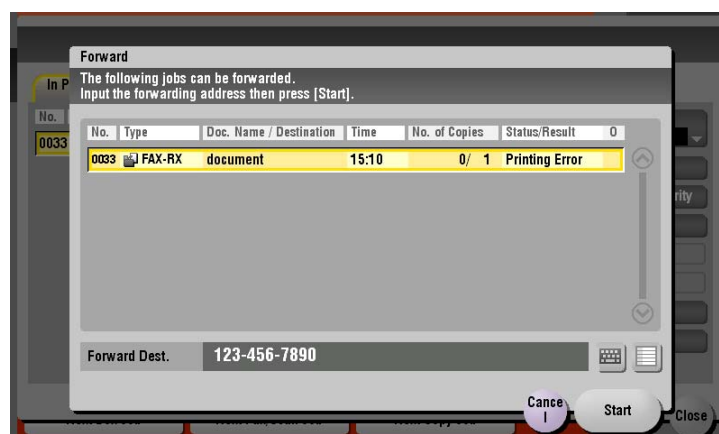 Forward
The following jobs can be forwarded.
Input the forwarding address then press [Start].
In P
No.
0033
No. Type Doc. Name / Destination Time No. of Copies Status/Result O
0033 FAX-RX document 15:10 0/ 1 Printing Error
rity
Forward Dest. 123-456-7890
Cance
l
Start
Close